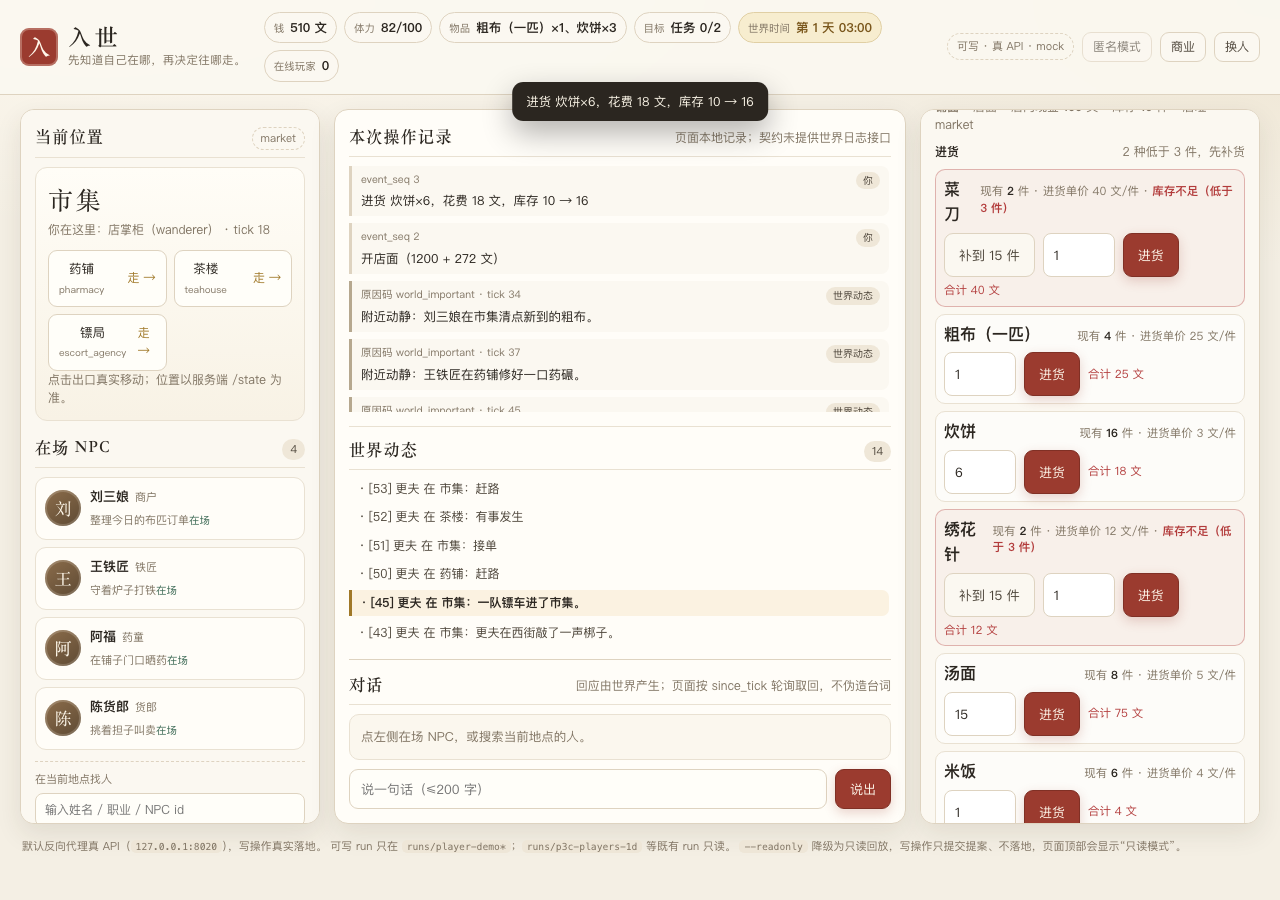 入
入世
先知道自己在哪，再决定往哪走。
钱 510 文
体力 82/100
物品 粗布（一匹）×1、炊饼×3
目标 任务 0/2
世界时间 第 1 天 03:00
在线玩家 0
可写 · 真 API · mock
匿名模式
商业
换人
进货 炊饼×6，花费 18 文，库存 10 → 16
当前位置
market
市集
你在这里：店掌柜（wanderer） · tick 18
药铺
pharmacy
走 →
茶楼
teahouse
走 →
镖局
escort_agency
走
→
点击出口真实移动；位置以服务端 /state 为
准。
在场 NPC
4
刘
刘三娘 商户
整理今日的布匹订单在场
王
王铁匠 铁匠
守着炉子打铁在场
阿
阿福 药童
在铺子门口晒药在场
陈
陈货郎 货郎
挑着担子叫卖在场
在当前地点找人
输入姓名 / 职业 / NPC id
本次操作记录
页面本地记录；契约未提供世界日志接口
event_seq 3
你
进货 炊饼×6，花费 18 文，库存 10 → 16
event_seq 2
你
开店面（1200 + 272 文）
原因码 world_important · tick 34
世界动态
附近动静：刘三娘在市集清点新到的粗布。
原因码 world_important · tick 37
世界动态
附近动静：王铁匠在药铺修好一口药碾。
原因码 world_important · tick 45
世界动态
世界动态
14
· [53] 更夫 在 市集：赶路
· [52] 更夫 在 茶楼：有事发生
· [51] 更夫 在 市集：接单
· [50] 更夫 在 药铺：赶路
· [45] 更夫 在 市集：一队镖车进了市集。
· [43] 更夫 在 市集：更夫在西街敲了一声梆子。
对话
回应由世界产生；页面按 since_tick 轮询取回，不伪造台词
点左侧在场 NPC，或搜索当前地点的人。
说一句话（≤200 字）
说出
market
进货
2 种低于 3 件，先补货
菜
刀
现有 2 件 · 进货单价 40 文/件 · 库存不足（低于
3 件）
补到 15 件
1
进货
合计 40 文
粗布（一匹）
现有 4 件 · 进货单价 25 文/件
1
进货
合计 25 文
炊饼
现有 16 件 · 进货单价 3 文/件
6
进货
合计 18 文
绣花
针
现有 2 件 · 进货单价 12 文/件 · 库存不足（低
于 3 件）
补到 15 件
1
进货
合计 12 文
汤面
现有 8 件 · 进货单价 5 文/件
15
进货
合计 75 文
米饭
现有 6 件 · 进货单价 4 文/件
1
进货
合计 4 文
默认反向代理真 API（ 127.0.0.1:8020 ），写操作真实落地。 可写 run 只在 runs/player-demo* ； runs/p3c-players-1d 等既有 run 只读。 --readonly 降级为只读回放，写操作只提交提案、不落地，页面顶部会显示“只读模式”。